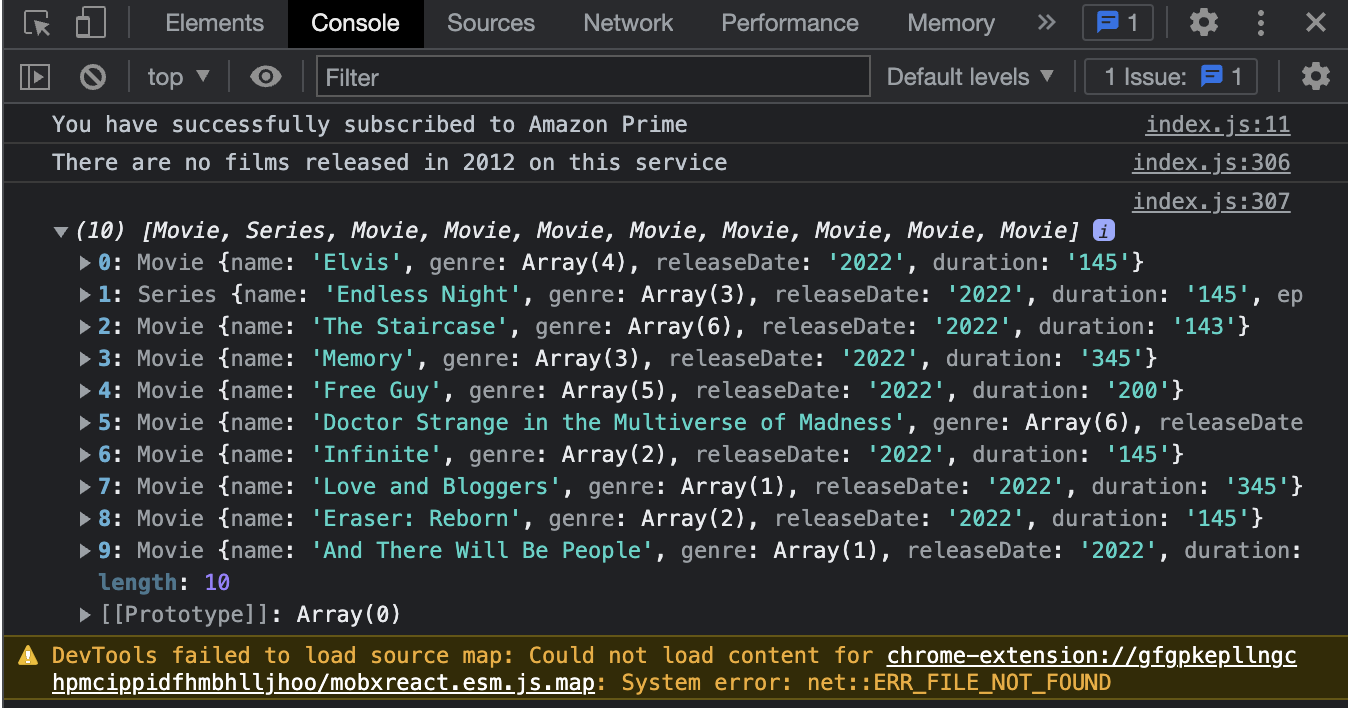 Elements Console Sources Network Performance Memory » 1
top ▼ Filter Default levels ▼ 1 Issue: 1
You have successfully subscribed to Amazon Prime index.js:11
There are no films released in 2012 on this service index.js:306
index.js:307
▼(10) [Movie, Series, Movie, Movie, Movie, Movie, Movie, Movie, Movie, Movie] i
▶0: Movie {name: 'Elvis', genre: Array(4), releaseDate: '2022', duration: '145'}
▶1: Series {name: 'Endless Night', genre: Array(3), releaseDate: '2022', duration: '145', ep
▶2: Movie {name: 'The Staircase', genre: Array(6), releaseDate: '2022', duration: '143'}
▶3: Movie {name: 'Memory', genre: Array(3), releaseDate: '2022', duration: '345'}
▶4: Movie {name: 'Free Guy', genre: Array(5), releaseDate: '2022', duration: '200'}
▶5: Movie {name: 'Doctor Strange in the Multiverse of Madness', genre: Array(6), releaseDate
▶6: Movie {name: 'Infinite', genre: Array(2), releaseDate: '2022', duration: '145'}
▶7: Movie {name: 'Love and Bloggers', genre: Array(1), releaseDate: '2022', duration: '345'}
▶8: Movie {name: 'Eraser: Reborn', genre: Array(2), releaseDate: '2022', duration: '145'}
▶9: Movie {name: 'And There Will Be People', genre: Array(1), releaseDate: '2022', duration:
length: 10
▶[[Prototype]]: Array(0)
DevTools failed to load source map: Could not load content for chrome-extension://gfgpkepllngc
hpmcippidfhmbhlljhoo/mobxreact.esm.js.map: System error: net::ERR_FILE_NOT_FOUND